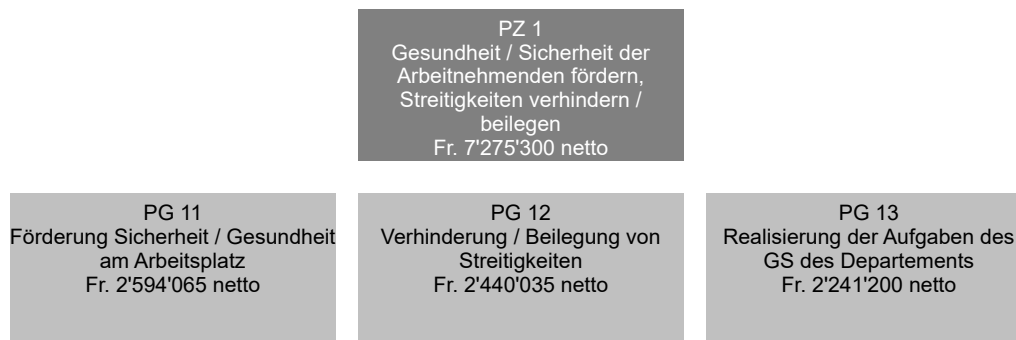 PZ 1
Gesundheit / Sicherheit der
Arbeitnehmenden fördern,
Streitigkeiten verhindern /
beilegen
Fr. 7'275'300 netto
PG 11
Förderung Sicherheit / Gesundheit
am Arbeitsplatz
Fr. 2'594'065 netto
PG 12
Verhinderung / Beilegung von
Streitigkeiten
Fr. 2'440'035 netto
PG 13
Realisierung der Aufgaben des
GS des Departements
Fr. 2'241'200 netto